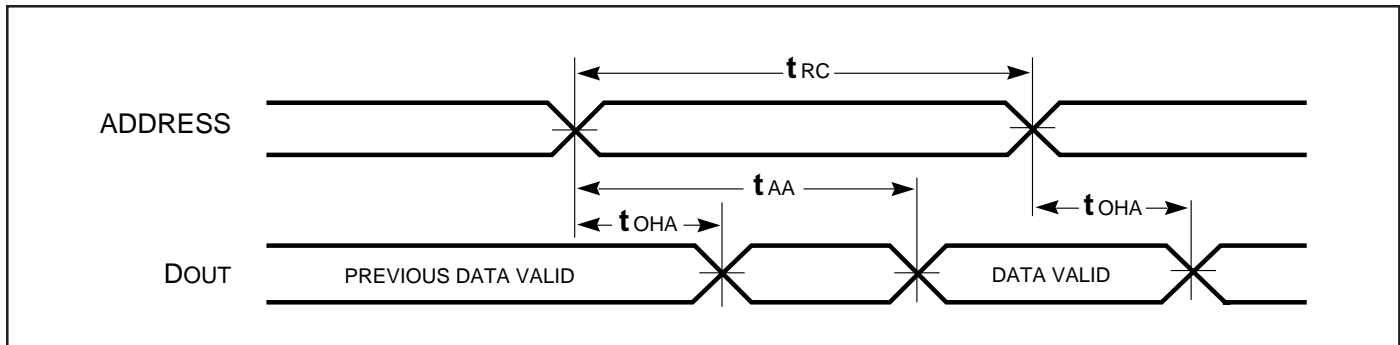 tRC
ADDRESS
tAA
tOHA
tOHA
DOUT
PREVIOUS DATA VALID
DATA VALID